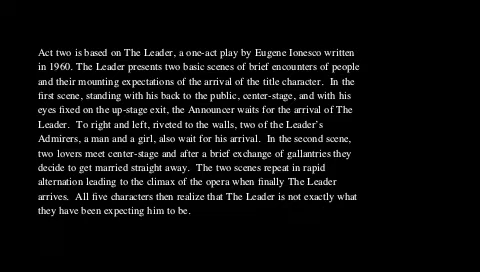 Act two is based on The Leader, a one-act play by Eugene Ionesco written
in 1960. The Leader presents two basic scenes of brief encounters of people
and their mounting expectations of the arrival of the title character.  In the
first scene, standing with his back to the public, center-stage, and with his
eyes fixed on the up-stage exit, the Announcer waits for the arrival of The
Leader.  To right and left, riveted to the walls, two of the Leader's
Admirers, a man and a girl, also wait for his arrival.  In the second scene,
two lovers meet center-stage and after a brief exchange of gallantries they
decide to get married straight away.  The two scenes repeat in rapid
alternation leading to the climax of the opera when finally The Leader
arrives.  All five characters then realize that The Leader is not exactly what
they have been expecting him to be.